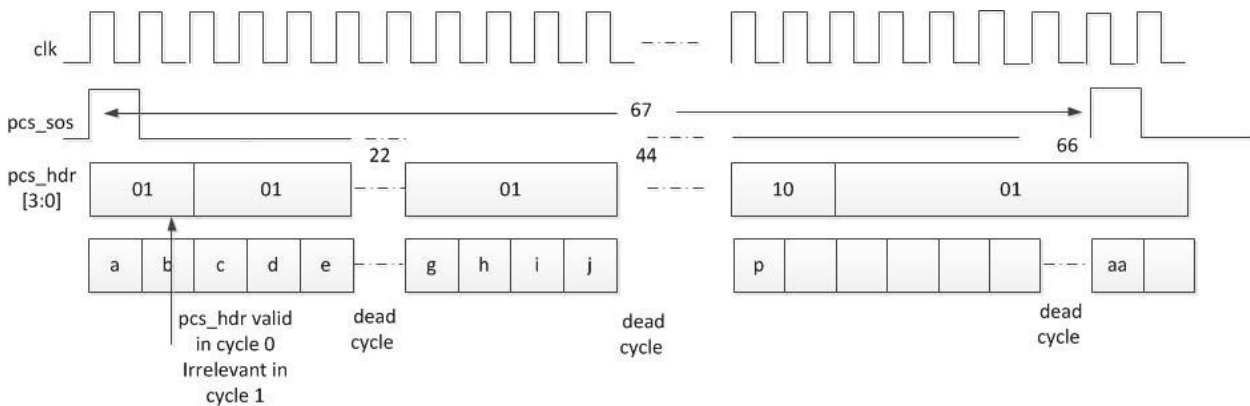 clk
67
pcs_sos
22
44
66
pcs_hdr
[3:0]
01
01
01
10
01
a
b
c
d
e
g
h
i
j
p
aa
pcs_hdr valid
in cycle 0
Irrelevant in
cycle 1
dead
cycle
dead
cycle
dead
cycle